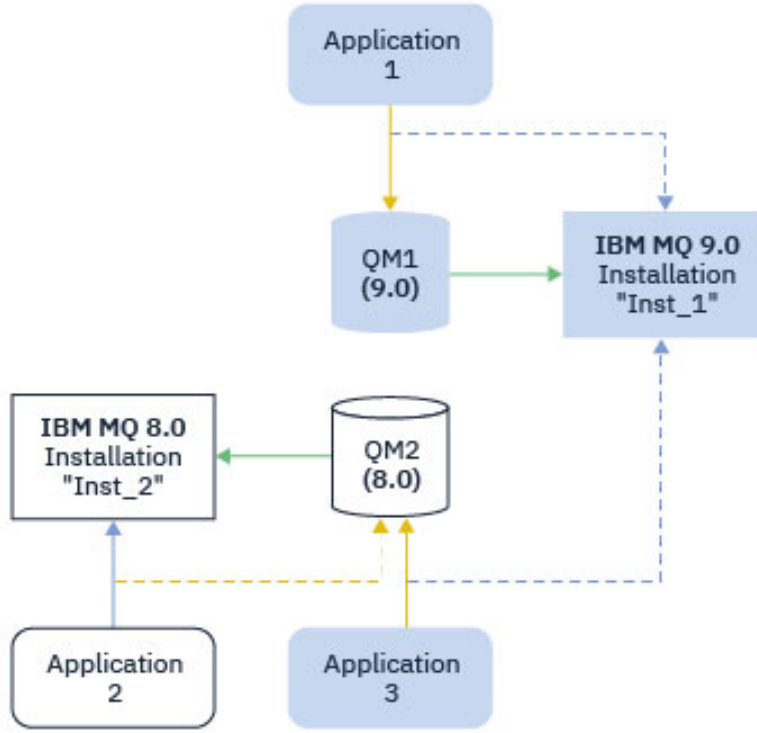 Application
1
QM1
(9.0)
IBM MQ 9.0
Installation
"Inst_1"
IBM MQ 8.0
Installation
"Inst_2"
QM2
(8.0)
Application
2
Application
3